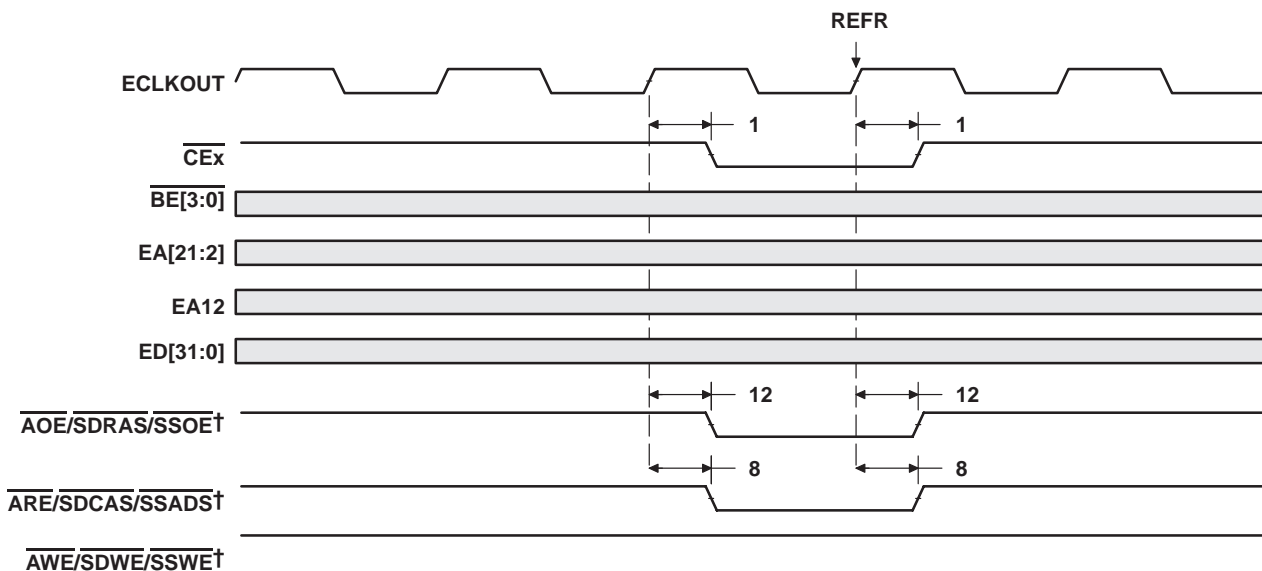 REFR
ECLKOUT
1 1
CEx
BE[3:0]
EA[21:2]
EA12
ED[31:0]
12 12
AOE/SDRAS/SSOE†
8 8
ARE/SDCAS/SSADS†
AWE/SDWE/SSWE†